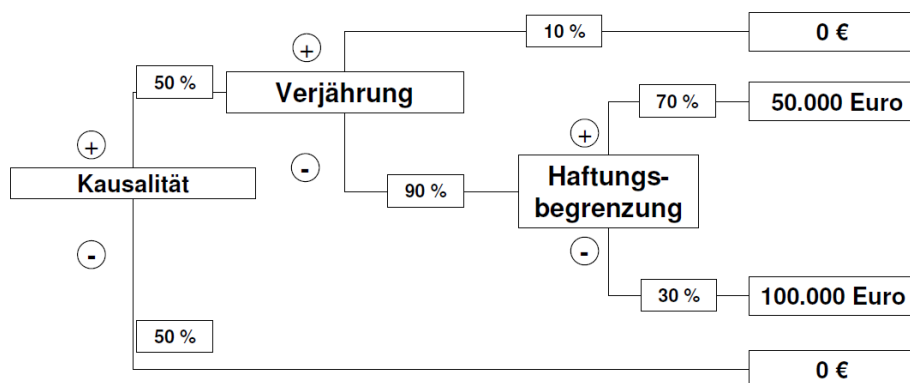 10 %
0 €
+
50 %
Verjährung
70 %
50.000 Euro
+
+
-
Haftungs-
begrenzung
Kausalität
90 %
-
-
30 %
100.000 Euro
50 %
0 €